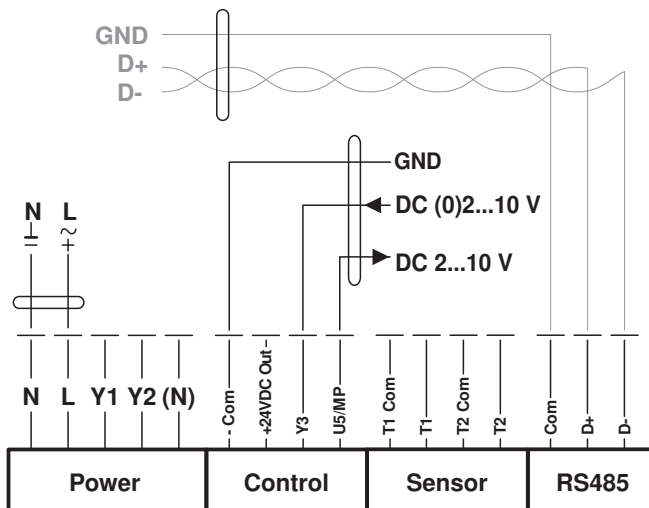 GND
D+
D-
GND
N L
DC (0)2...10 V
DC 2...10 V
N L Y1 Y2 (N)
- Com
+24VDC Out
Y3
U5/MP
T1 Com
T1
T2 Com
T2
Com
D+
D-
Power Control Sensor RS485